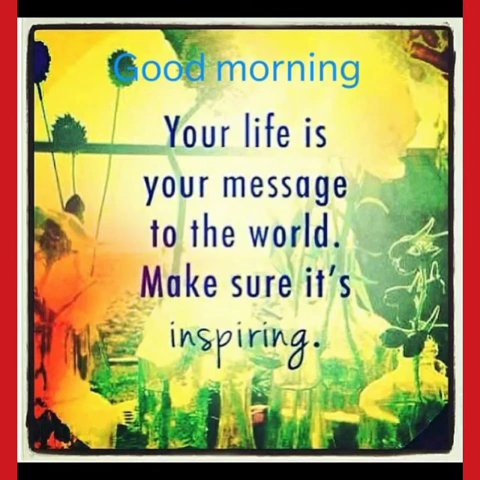 Good morning
Your life is
your message
to the world.
Make sure it's
inspiring.